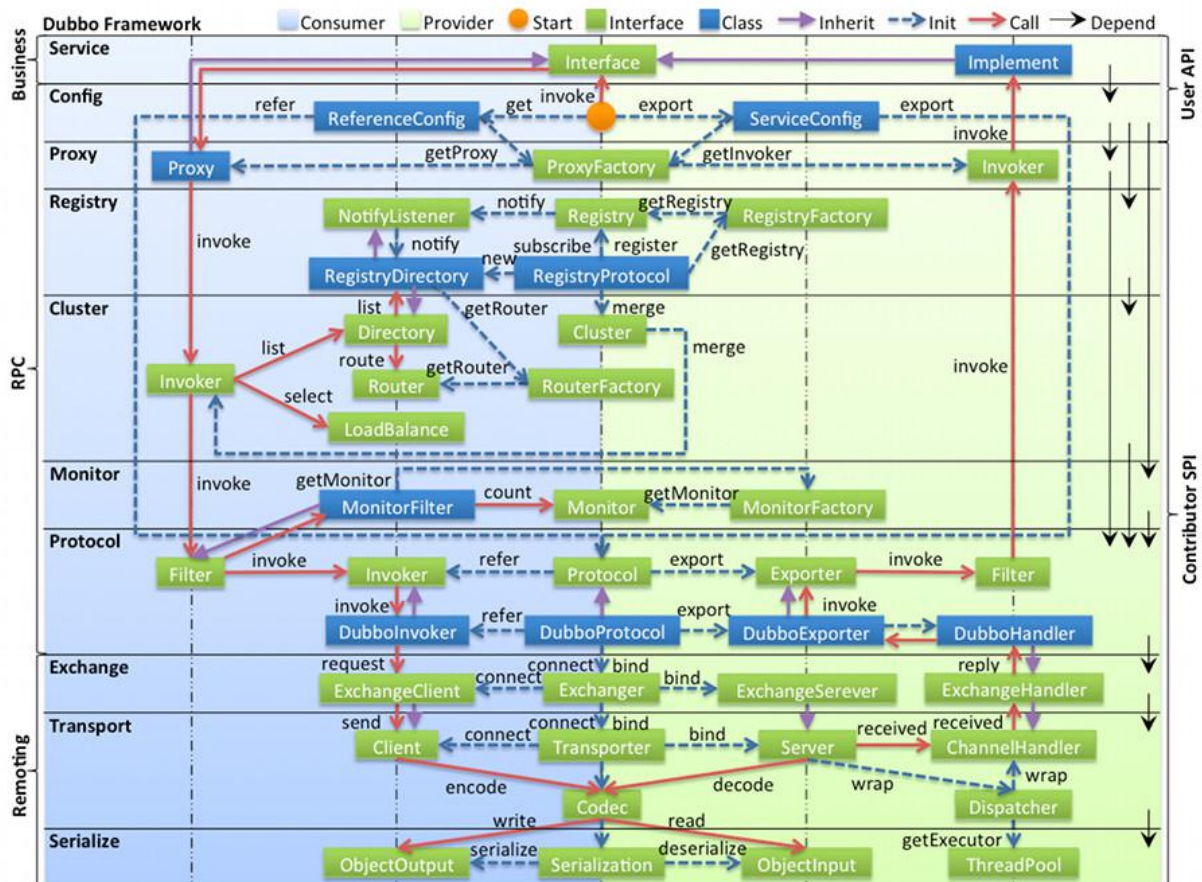 Dubbo Framework
Consumer Provider Start Interface Class Inherit Init Call Depend
Business
RPC
Remoting
User API
Contributor SPI
Service
Interface
Implement
Config
refer
ReferenceConfig
get
invoke
export
ServiceConfig
export
invoke
Proxy
Proxy
getProxy
ProxyFactory
getInvoker
Invoker
Registry
invoke
NotifyListener
notify
Registry
getRegistry
RegistryFactory
notify
subscribe
register
getRegistry
RegistryDirectory
new
RegistryProtocol
Cluster
list
getRouter
merge
list
Directory
Cluster
merge
route
getRouter
invoke
Invoker
Router
RouterFactory
select
LoadBalance
Monitor
invoke
getMonitor
MonitorFilter
count
Monitor
getMonitor
MonitorFactory
Protocol
Filter
invoke
Invoker
refer
Protocol
export
Exporter
invoke
Filter
invoke
refer
export
invoke
DubboInvoker
DubboProtocol
DubboExporter
DubboHandler
Exchange
request
connect
bind
reply
ExchangeClient
connect
Exchanger
bind
ExchangeSerever
ExchangeHandler
Transport
send
connect
bind
received
received
Client
connect
Transporter
bind
Server
ChannelHandler
encode
decode
wrap
wrap
Codec
Dispatcher
write
read
getExecutor
Serialize
ObjectOutput
serialize
Serialization
deserialize
ObjectInput
ThreadPool